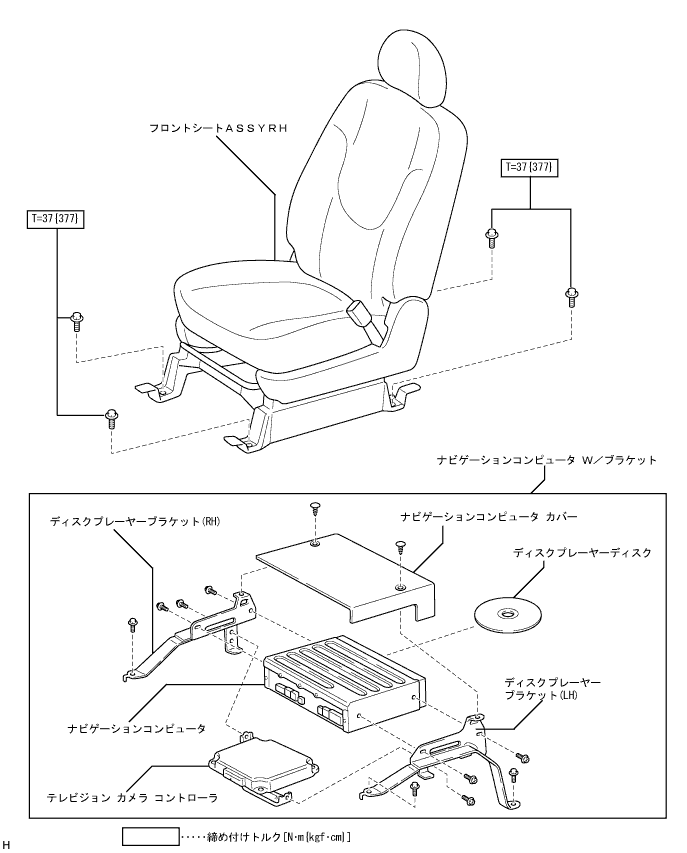 フロントシートＡＳＳＹＲＨ
T=37{377}
T=37{377}
ナビゲーションコンピュータ Ｗ／ブラケット
ディスクプレーヤーブラケット(RH)
ナビゲーションコンピュータ カバー
ディスクプレーヤーディスク
ディスクプレーヤー
ブラケット(LH)
ナビゲーションコンピュータ
テレビジョン カメラ コントローラ
‥‥‥締め付けトルク[N･m{kgf･cm}]
H